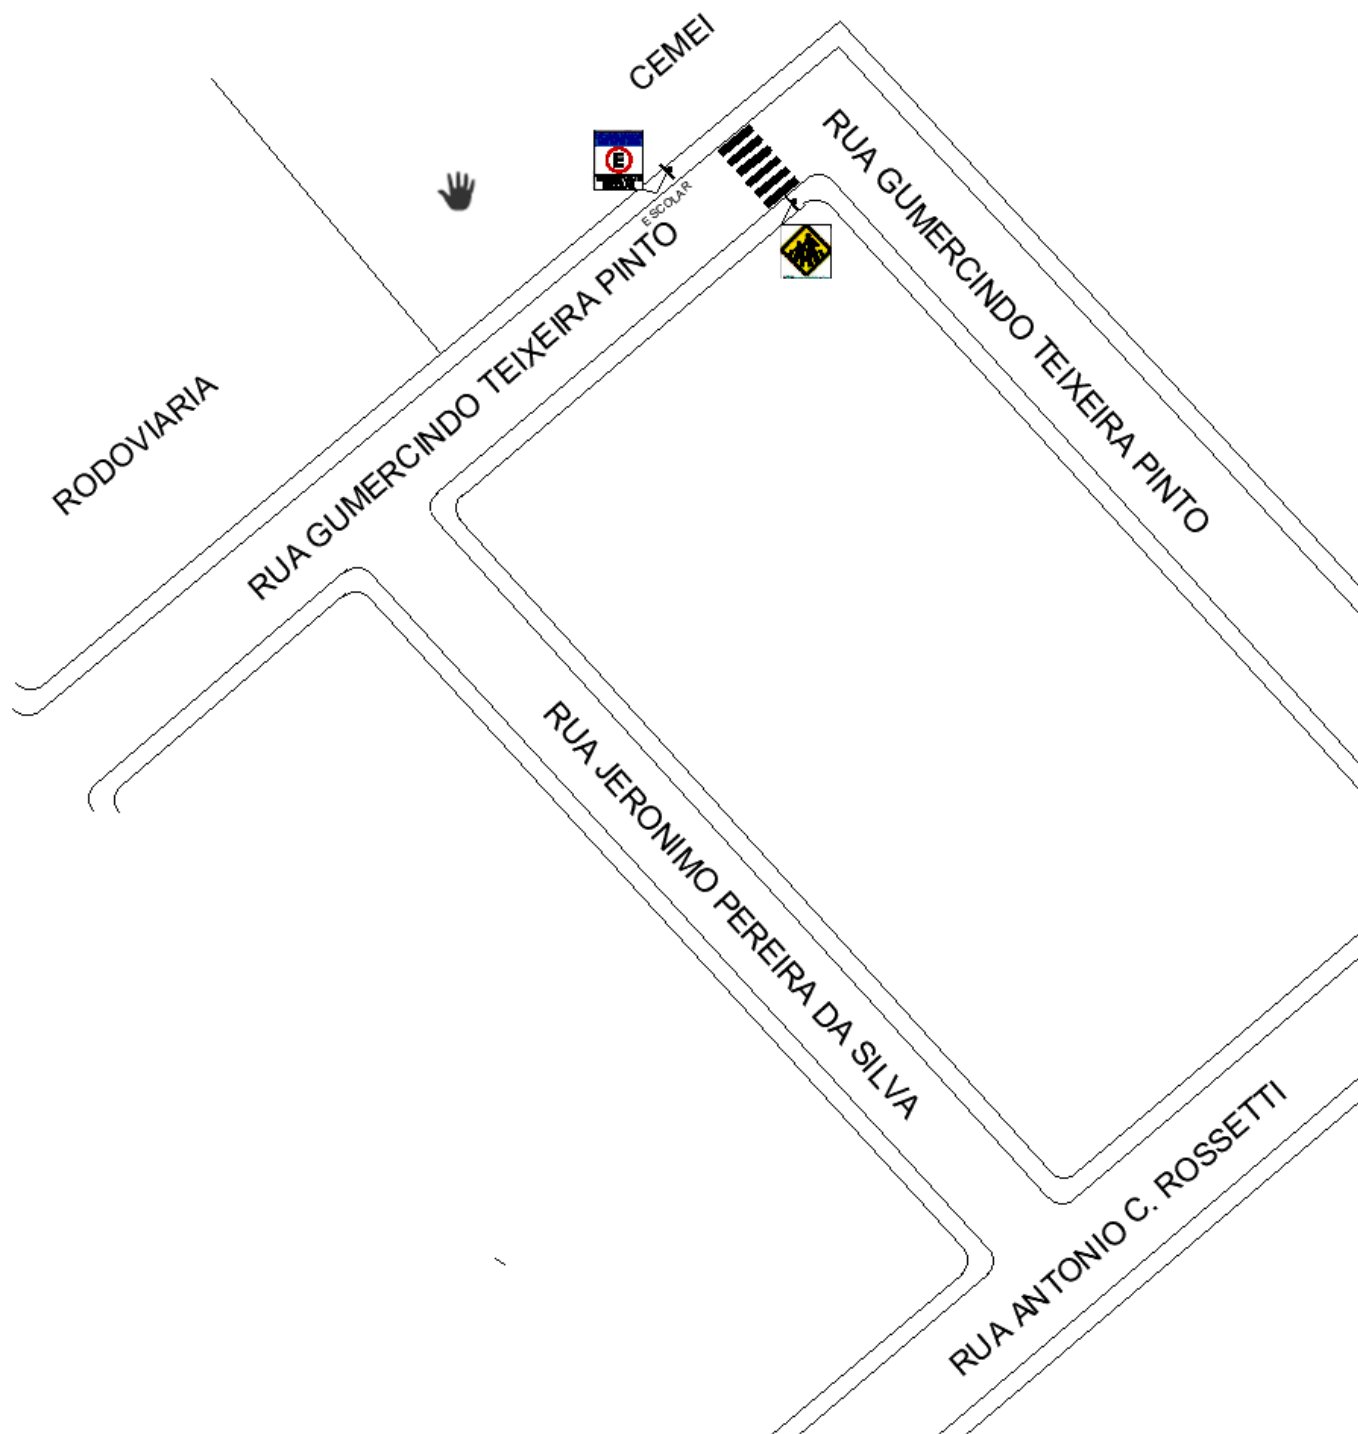 CEMEI
RUA GUMERCINDO TEIXEIRA PINTO
E
ESCOLAR
RUA GUMERCINDO TEIXEIRA PINTO
RODOVIARIA
RUA JERONIMO PEREIRA DA SILVA
RUA ANTONIO C. ROSSETTI